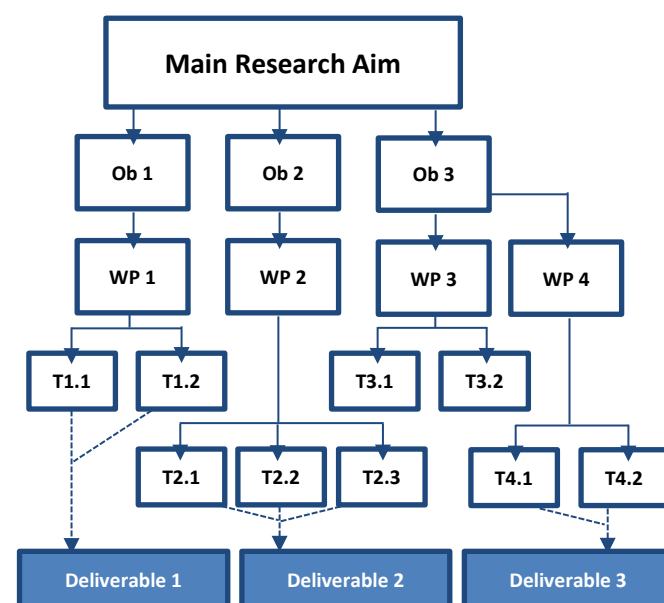 Main Research Aim
Ob 1
Ob 2
Ob 3
WP 1
WP 2
WP 3
WP 4
T1.1
T1.2
T3.1
T3.2
T2.1
T2.2
T2.3
T4.1
T4.2
Deliverable 1
Deliverable 2
Deliverable 3